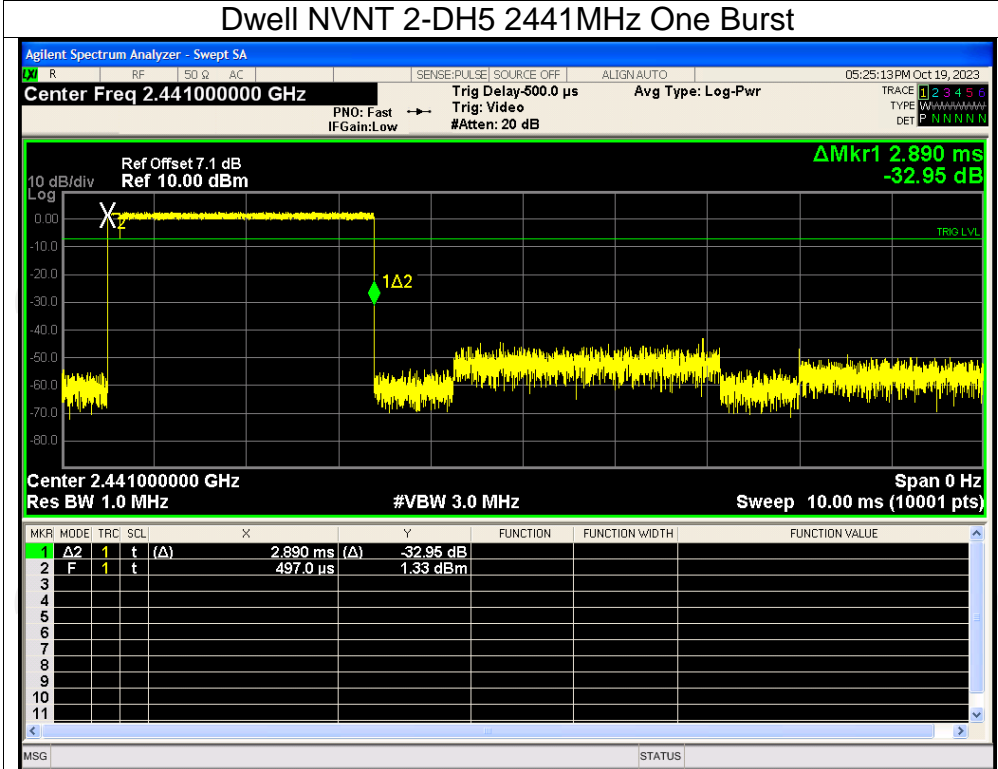 Dwell NVNT 2-DH5 2441MHz One Burst
Agilent Spectrum Analyzer - Swept SA
LXI R RF 50 Ω AC SENSE:PULSE SOURCE OFF ALIGNAUTO 05:25:13 PM Oct 19, 2023
Center Freq 2.441000000 GHz Trig Delay-500.0 µs Avg Type: Log-Pwr TRACE 1 2 3 4 5 6
PNO: Fast Trig: Video TYPE WWWWWW
IFGain:Low #Atten: 20 dB DET P N N N N N
ΔMkr1 2.890 ms
-32.95 dB
Ref Offset 7.1 dB
10 dB/div Ref 10.00 dBm
Log
0.00
X2
TRIG LVL
-10.0
-20.0
1Δ2
-30.0
-40.0
-50.0
-60.0
-70.0
-80.0
Center 2.441000000 GHz Span 0 Hz
Res BW 1.0 MHz #VBW 3.0 MHz Sweep 10.00 ms (10001 pts)
MKR MODE TRC SCL X Y FUNCTION FUNCTION WIDTH FUNCTION VALUE
1 Δ2 1 t (Δ) 2.890 ms (Δ) -32.95 dB
2 F 1 t 497.0 µs 1.33 dBm
3
4
5
6
7
8
9
10
11
MSG STATUS